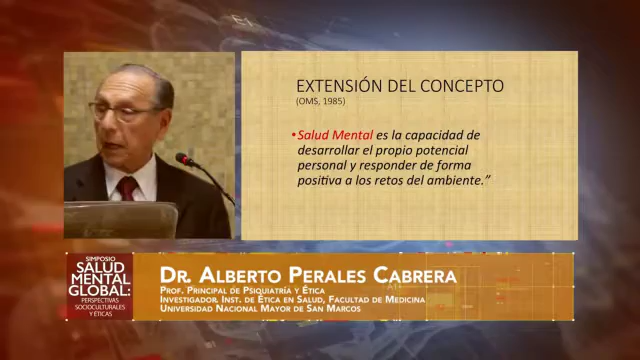 EXTENSIÓN DEL CONCEPTO
(OMS, 1985)
•Salud Mental es la capacidad de
desarrollar el propio potencial
personal y responder de forma
positiva a los retos del ambiente.”
SIMPOSIO
SALUD
MENTAL
GLOBAL:
PERSPECTIVAS
SOCIOCULTURALES
Y ÉTICAS
DR. ALBERTO PERALES CABRERA
PROF. PRINCIPAL DE PSIQUIATRÍA Y ÉTICA
INVESTIGADOR. INST. DE ÉTICA EN SALUD, FACULTAD DE MEDICINA
UNIVERSIDAD NACIONAL MAYOR DE SAN MARCOS